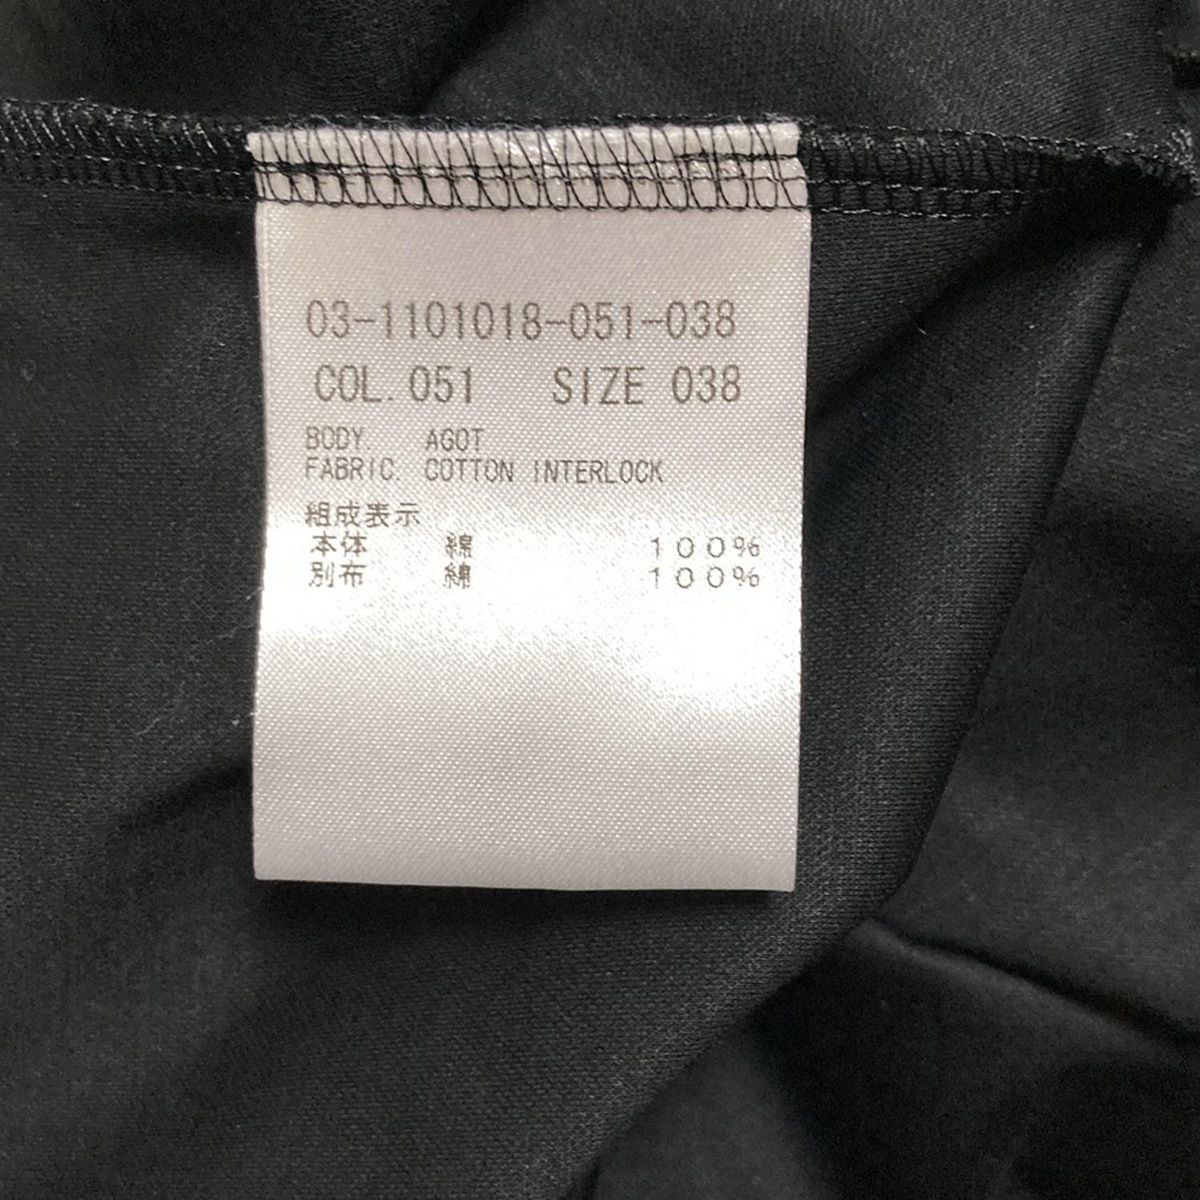 03-1101018-051-038
COL. 051 SIZE 038
BODY. AGOT
FABRIC. COTTON INTERLOCK
組成表示
本体 綿 １００％
別布 綿 １００％